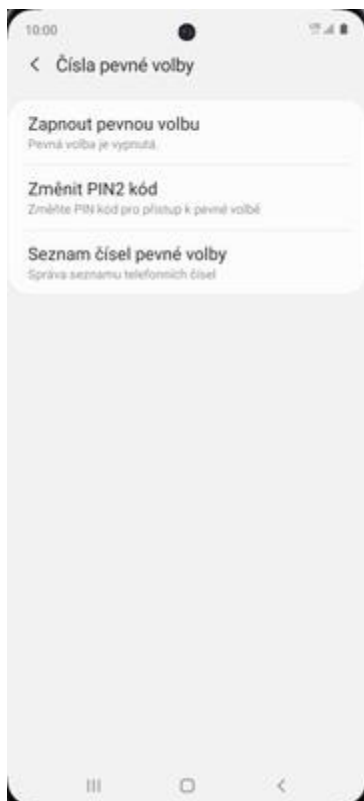 10:00
Čísla pevné volby
Zapnout pevnou volbu
Pevná volba je vypnutá.
Změnit PIN2 kód
Změňte PIN kód pro přístup k pevné volbě
Seznam čísel pevné volby
Správa seznamu telefonních čísel